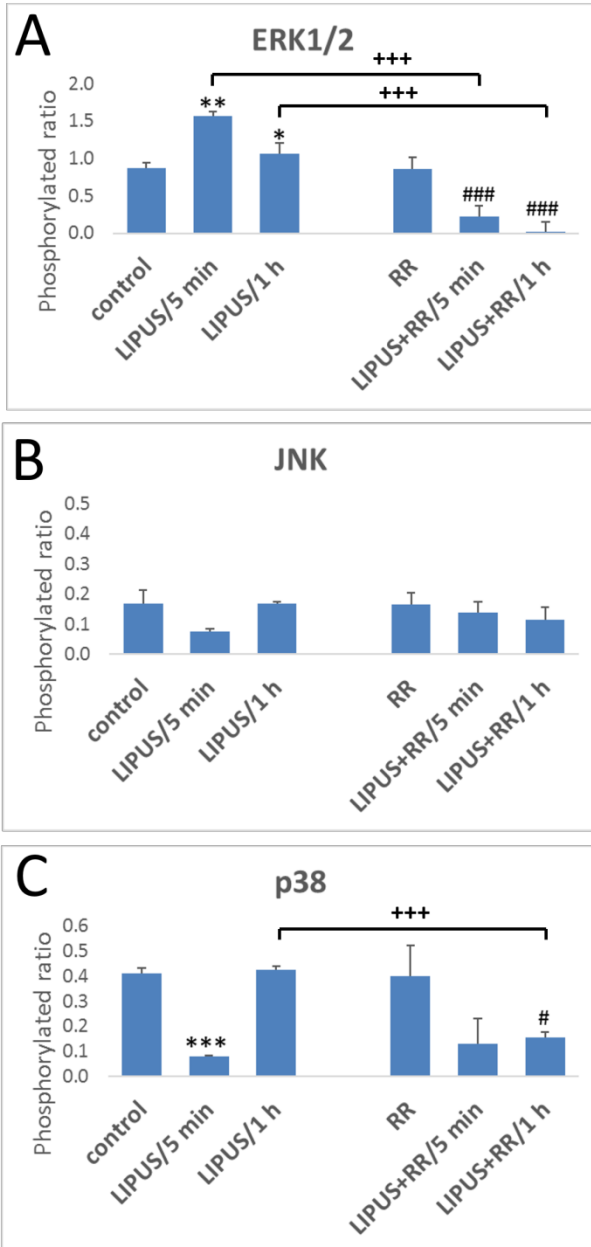 A
ERK1/2
+++
+++
Phosphorylated ratio
2.0
1.5
1.0
0.5
0.0
**
*
###
###
control
LIPUS/5 min
LIPUS/1 h
RR
LIPUS+RR/5 min
LIPUS+RR/1 h
B
JNK
Phosphorylated ratio
0.5
0.4
0.3
0.2
0.1
0.0
control
LIPUS/5 min
LIPUS/1 h
RR
LIPUS+RR/5 min
LIPUS+RR/1 h
C
p38
+++
Phosphorylated ratio
0.6
0.5
0.4
0.3
0.2
0.1
0.0
***
#
control
LIPUS/5 min
LIPUS/1 h
RR
LIPUS+RR/5 min
LIPUS+RR/1 h